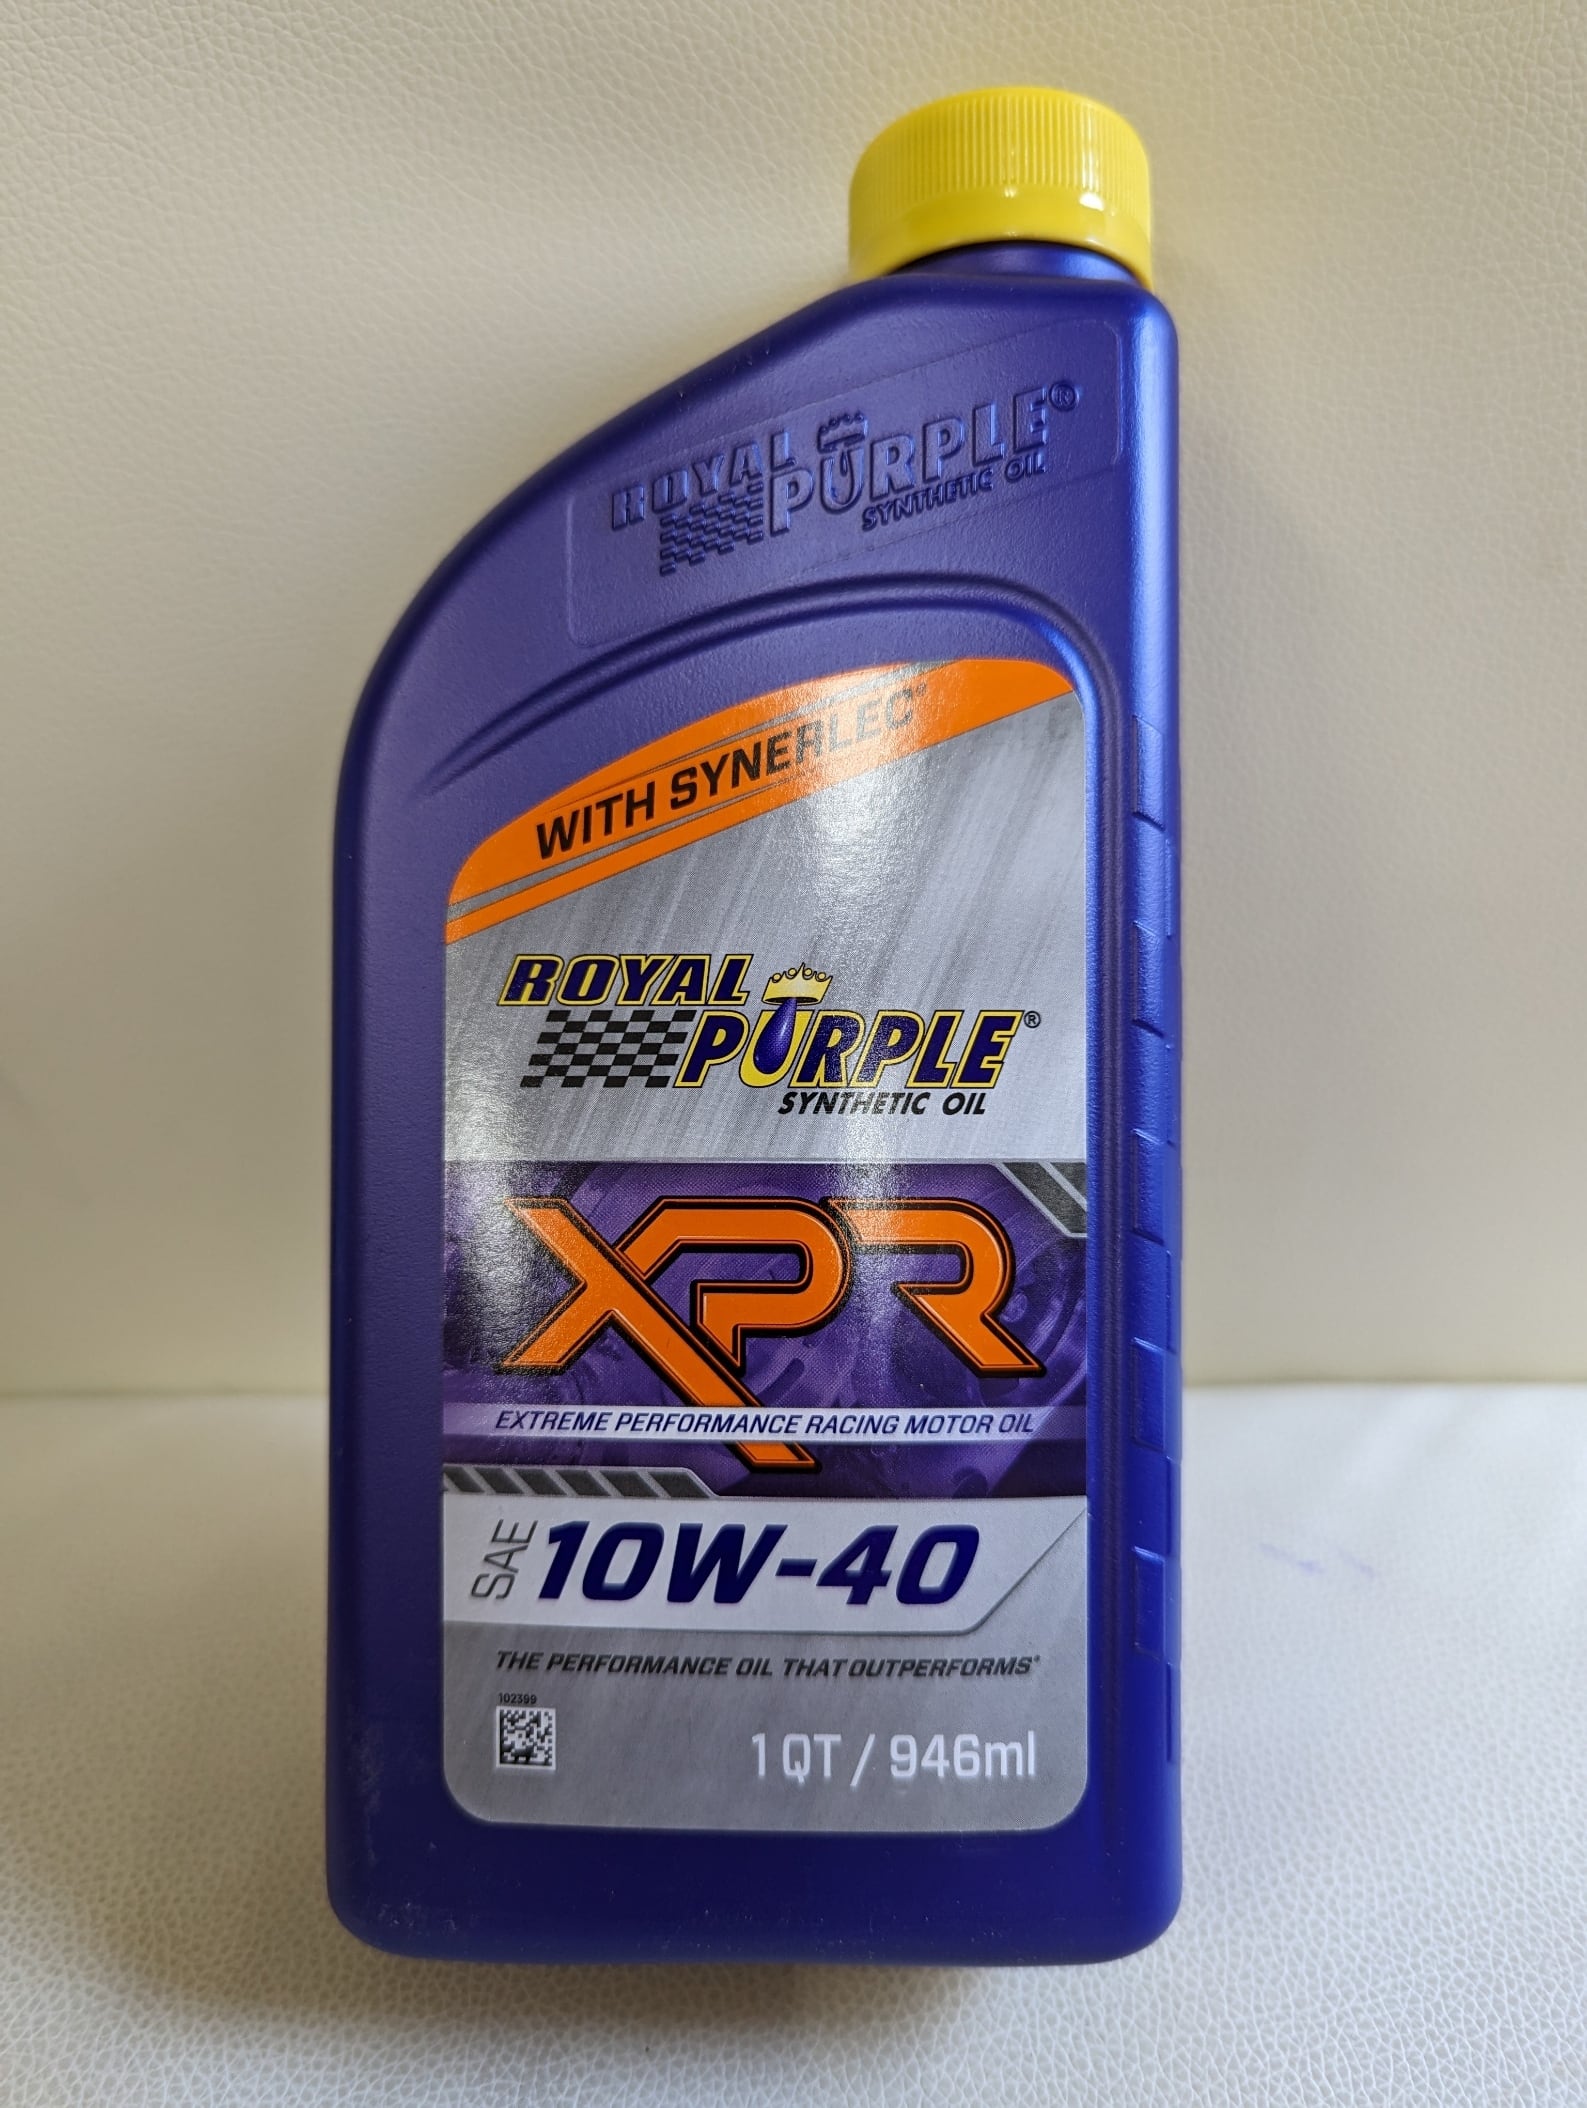 ROYAL
PURPLE®
SYNTHETIC OIL
WITH SYNERLEC®
ROYAL
PURPLE®
SYNTHETIC OIL
XPR
EXTREME PERFORMANCE RACING MOTOR OIL
SAE 10W-40
THE PERFORMANCE OIL THAT OUTPERFORMS®
102399
1 QT / 946ml